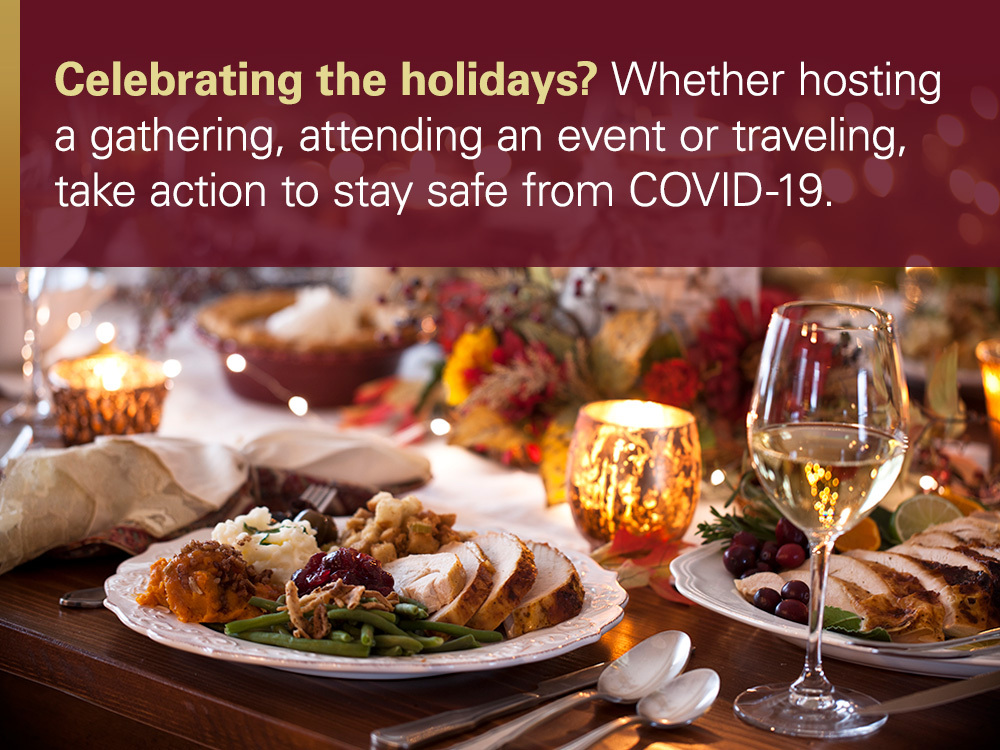 Celebrating the holidays? Whether hosting
a gathering, attending an event or traveling,
take action to stay safe from COVID-19.